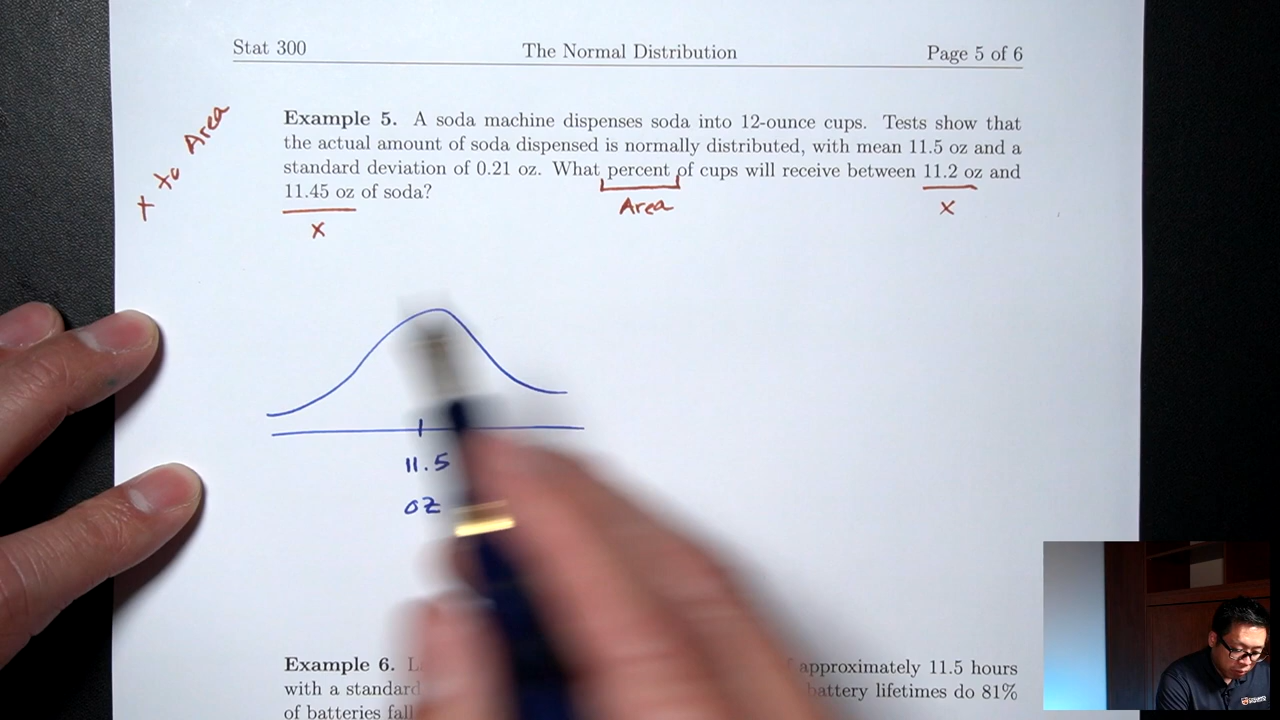 Stat 300 The Normal Distribution Page 5 of 6
Example 5. A soda machine dispenses soda into 12-ounce cups. Tests show that
the actual amount of soda dispensed is normally distributed, with mean 11.5 oz and a
standard deviation of 0.21 oz. What percent of cups will receive between 11.2 oz and
11.45 oz of soda?
Area
x
x
to Area
11.5
oz
Example 6. approximately 11.5 hours
with a standard battery lifetimes do 81%
of batteries fall